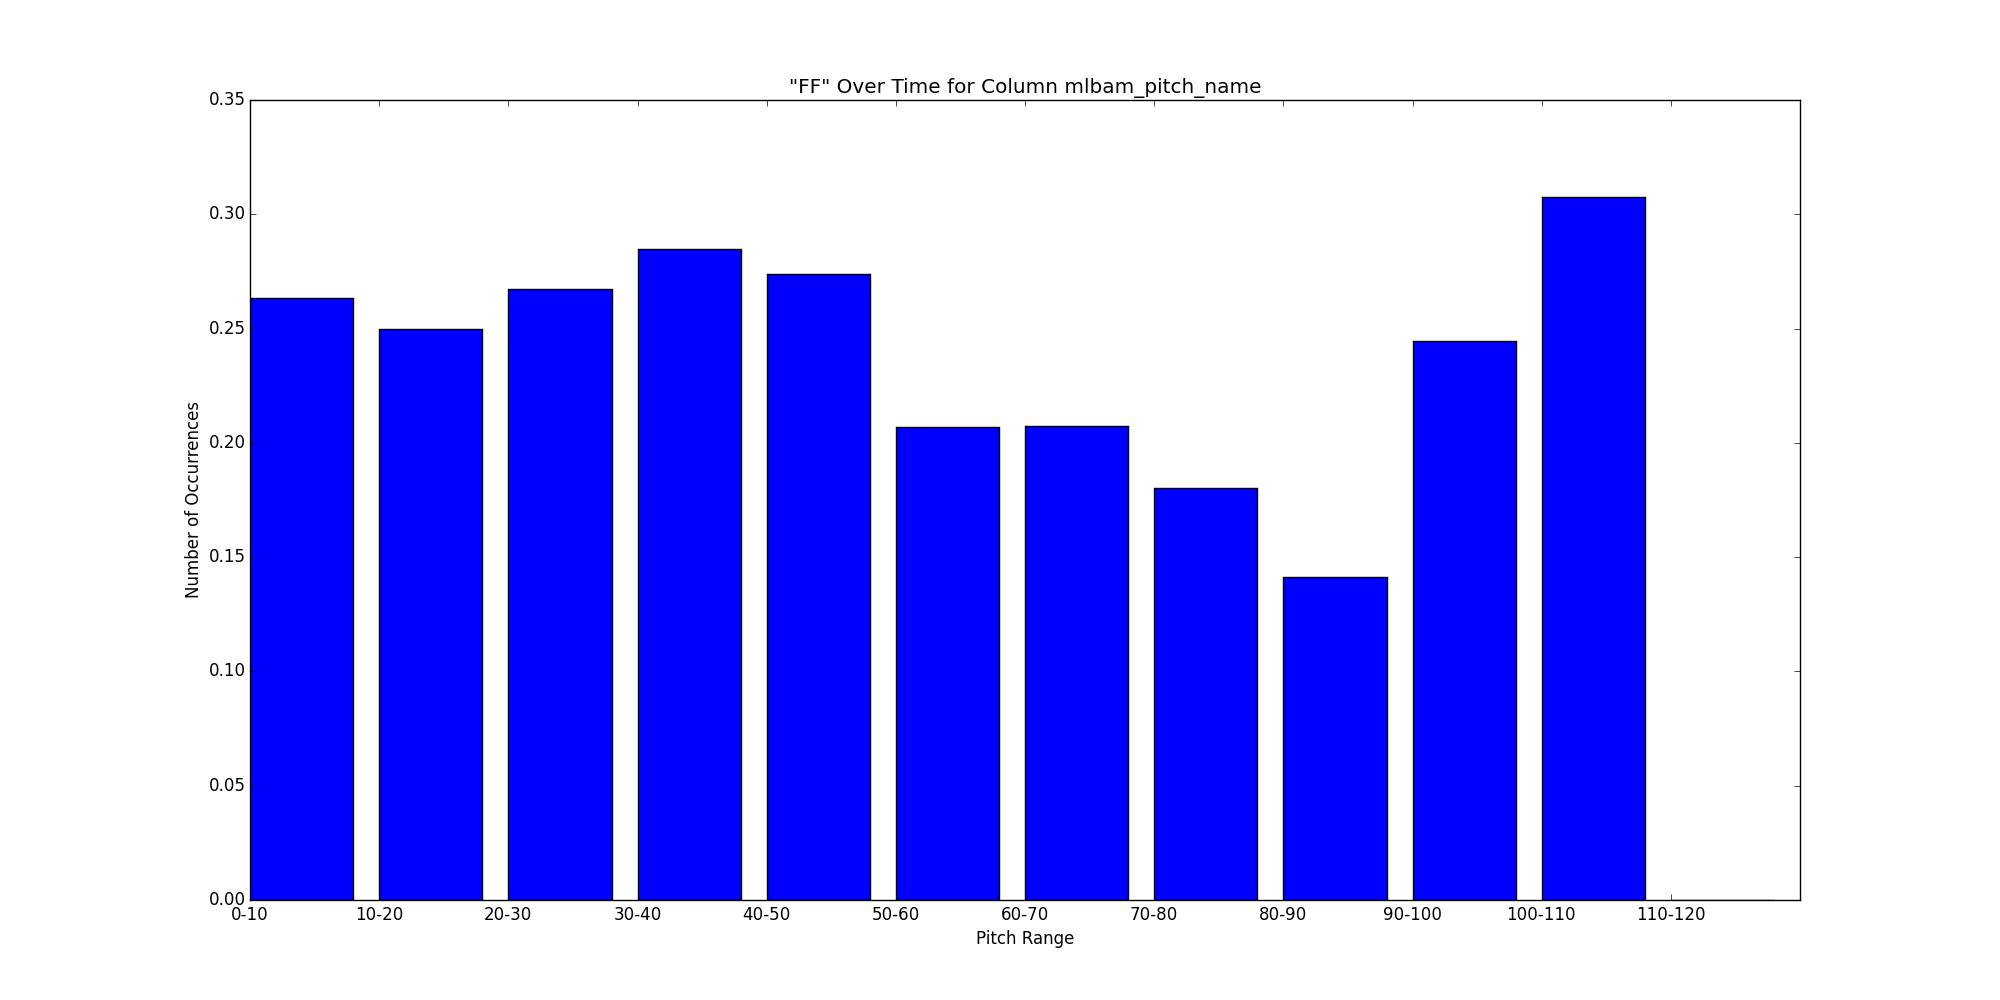 "FF" Over Time for Column mlbam_pitch_name
0.35
0.30
0.25
0.20
0.15
0.10
0.05
0.00
Number of Occurrences
0-10 10-20 20-30 30-40 40-50 50-60 60-70 70-80 80-90 90-100 100-110 110-120
Pitch Range